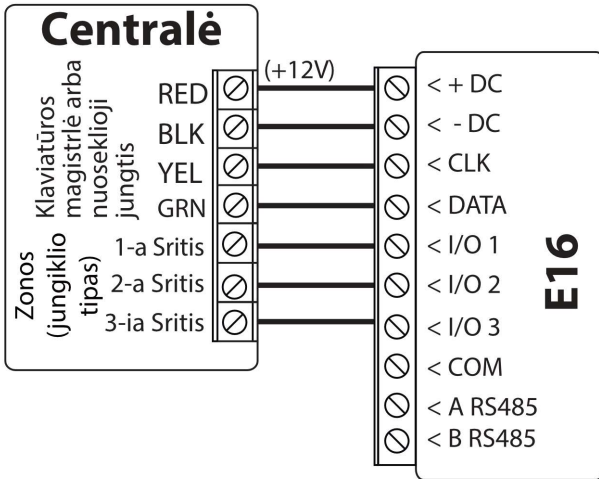 Centralė
(+12V)
Klaviatūros
magistrlė arba
nuoseklioji
jungtis
RED
BLK
YEL
GRN
Zonos
(jungiklio
tipas)
1-a Sritis
2-a Sritis
3-ia Sritis
< + DC
< - DC
< CLK
< DATA
< I/O 1
< I/O 2
< I/O 3
< COM
< A RS485
< B RS485
E16